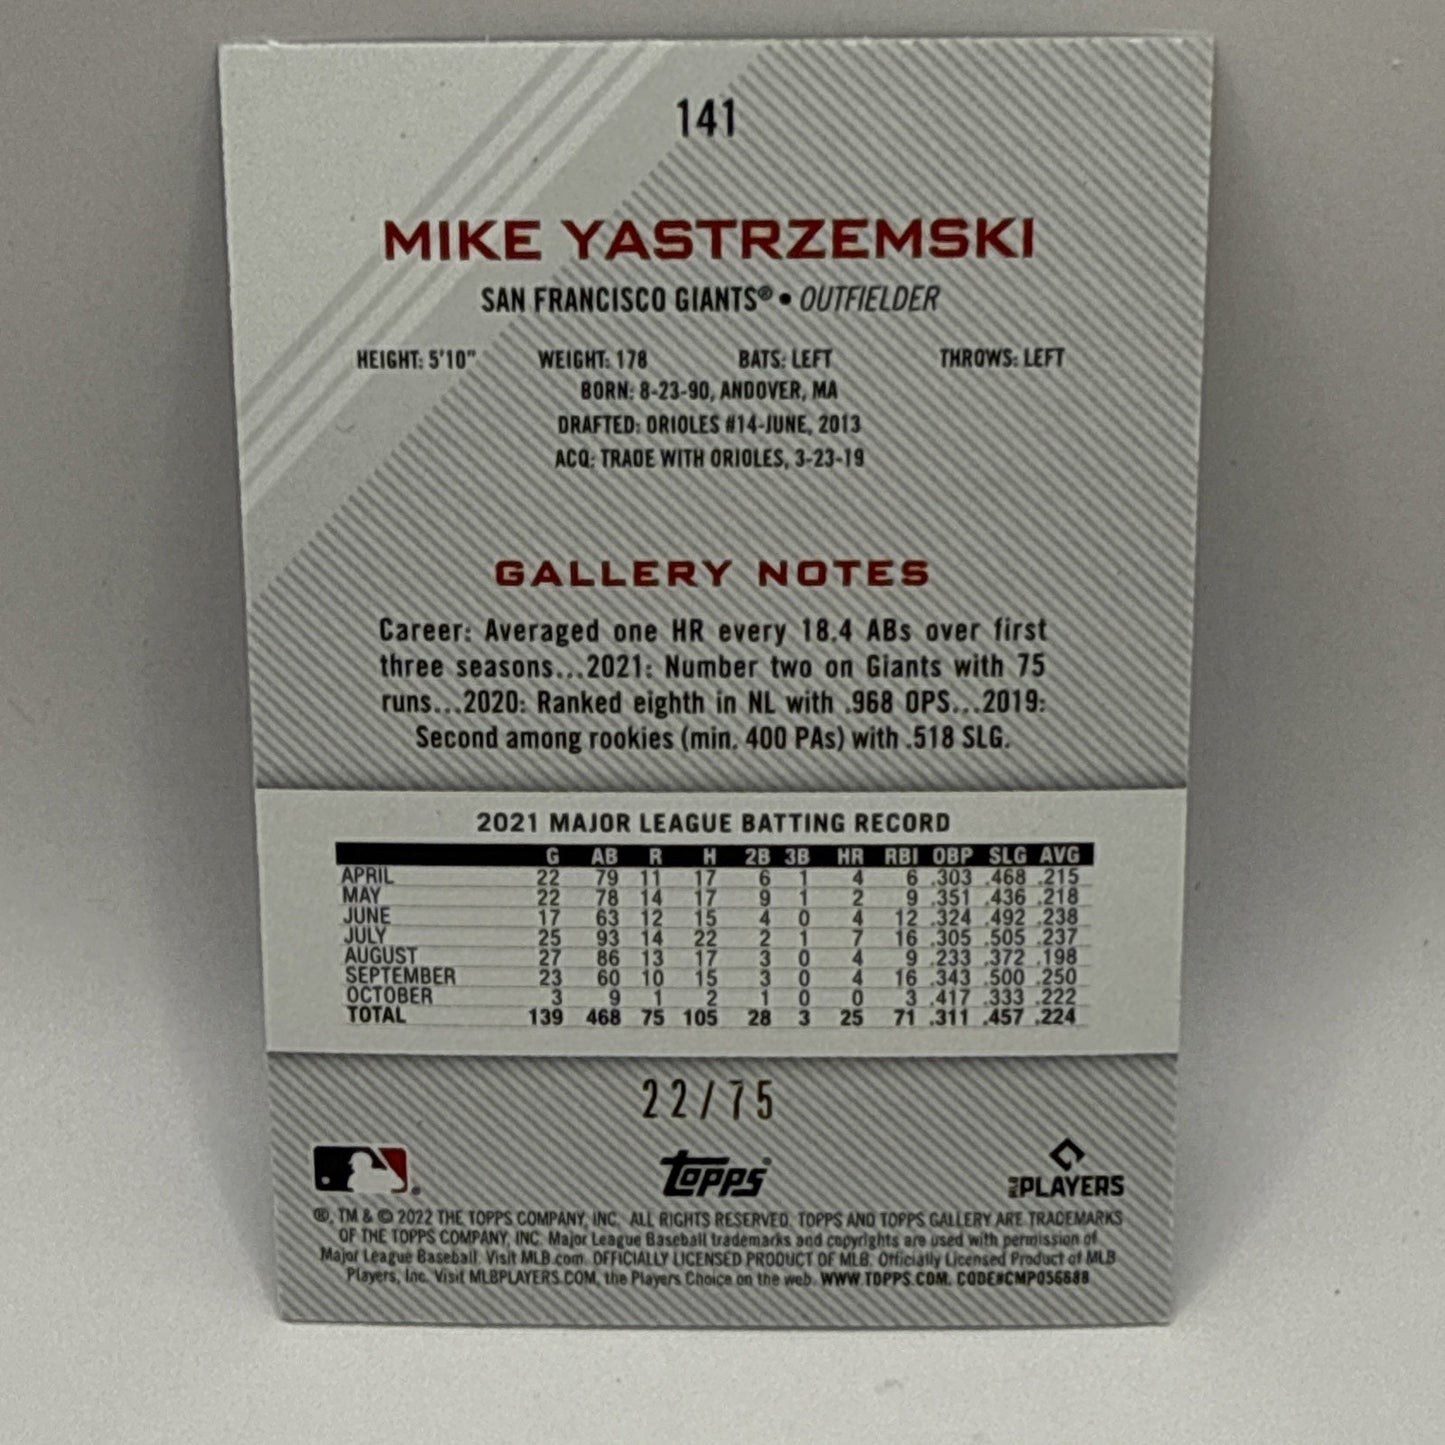 141
MIKE YASTRZEMSKI
SAN FRANCISCO GIANTS® • OUTFIELDER
HEIGHT: 5'10" WEIGHT: 178 BATS: LEFT THROWS: LEFT
BORN: 8-23-90, ANDOVER, MA
DRAFTED: ORIOLES #14-JUNE, 2013
ACQ: TRADE WITH ORIOLES, 3-23-19
GALLERY NOTES
Career: Averaged one HR every 18.4 ABs over first
three seasons...2021: Number two on Giants with 75
runs...2020: Ranked eighth in NL with .968 OPS...2019:
Second among rookies (min. 400 PAs) with .518 SLG.
2021 MAJOR LEAGUE BATTING RECORD
G AB R H 2B 3B HR RBI OBP SLG AVG
APRIL 22 79 11 17 6 1 4 6 .303 .468 .215
MAY 22 78 14 17 9 1 2 9 .351 .436 .218
JUNE 17 63 12 15 4 0 4 12 .324 .492 .238
JULY 25 93 14 22 2 1 7 16 .305 .505 .237
AUGUST 27 86 13 17 3 0 4 9 .233 .372 .198
SEPTEMBER 23 60 10 15 3 0 4 16 .343 .500 .250
OCTOBER 3 9 1 2 1 0 0 3 .417 .333 .222
TOTAL 139 468 75 105 28 3 25 71 .311 .457 .224
22/75
® Topps® MLB PLAYERS
®, TM & © 2022 THE TOPPS COMPANY, INC. ALL RIGHTS RESERVED. TOPPS AND TOPPS GALLERY ARE TRADEMARKS
OF THE TOPPS COMPANY, INC. Major League Baseball trademarks and copyrights are used with permission of
Major League Baseball. Visit MLB.com. OFFICIALLY LICENSED PRODUCT OF MLB. Officially Licensed Product of MLB
Players, Inc. Visit MLBPLAYERS.COM, the Players Choice on the web. WWW.TOPPS.COM. CODE#CMP056688